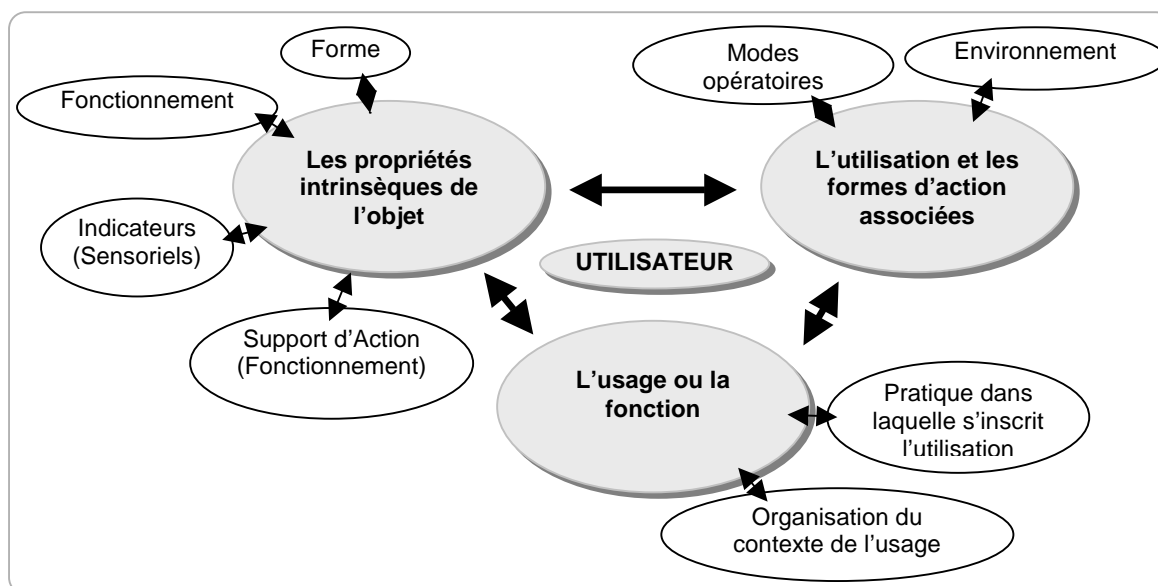 Forme
Fonctionnement
Indicateurs
(Sensoriels)
Support d’Action
(Fonctionnement)
Les propriétés
intrinsèques de
l’objet
Modes
opératoires
Environnement
L’utilisation et les
formes d’action
associées
UTILISATEUR
L’usage ou la
fonction
Pratique dans
laquelle s’inscrit
l’utilisation
Organisation du
contexte de l’usage